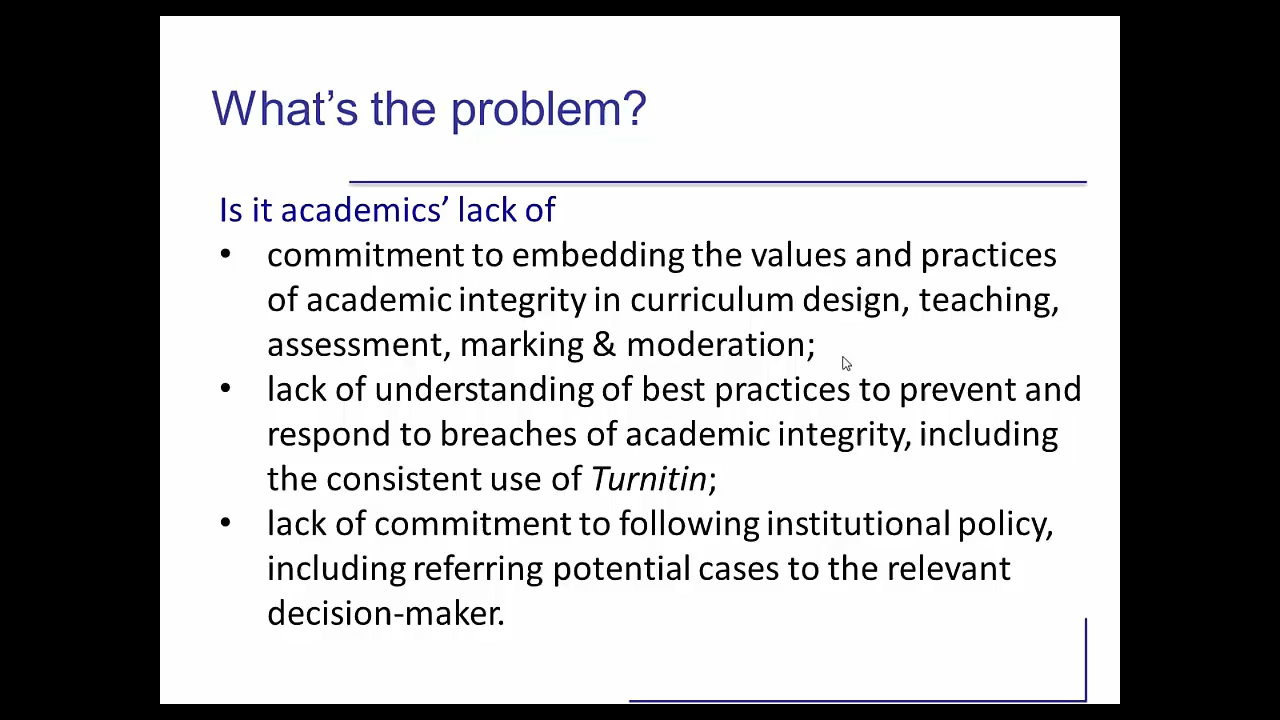 What’s the problem?
Is it academics’ lack of
• commitment to embedding the values and practices
of academic integrity in curriculum design, teaching,
assessment, marking & moderation;
• lack of understanding of best practices to prevent and
respond to breaches of academic integrity, including
the consistent use of Turnitin;
• lack of commitment to following institutional policy,
including referring potential cases to the relevant
decision-maker.